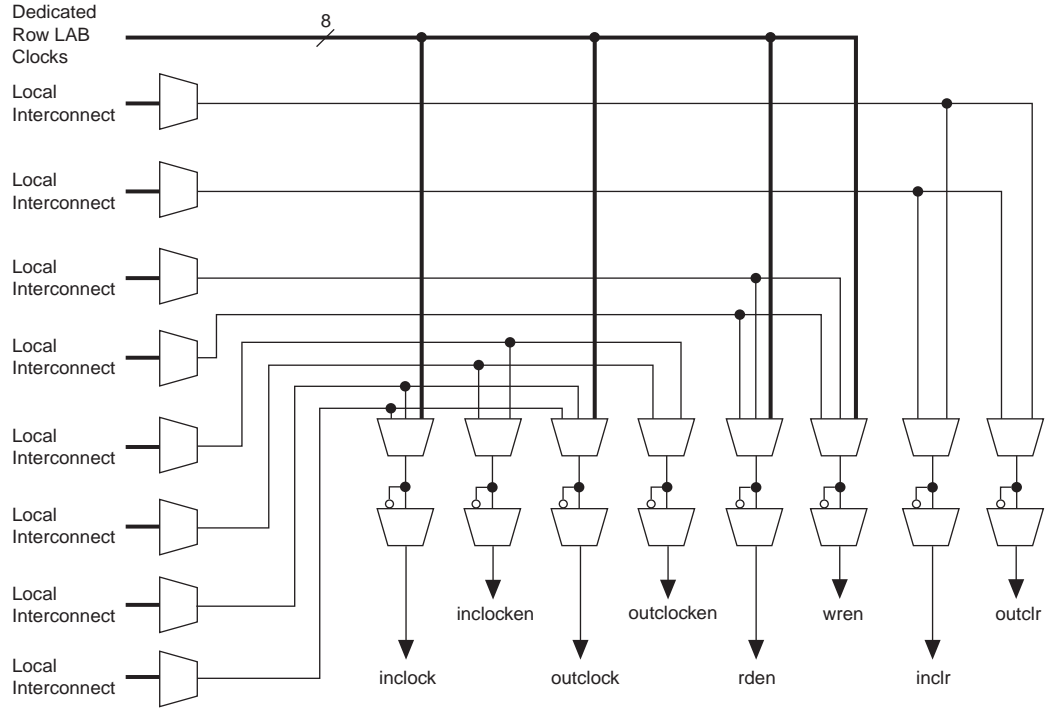 Dedicated
Row LAB
Clocks
8
Local
Interconnect
Local
Interconnect
Local
Interconnect
Local
Interconnect
Local
Interconnect
Local
Interconnect
Local
Interconnect
Local
Interconnect
inclocken
outclocken
wren
outclr
inclock
outclock
rden
inclr